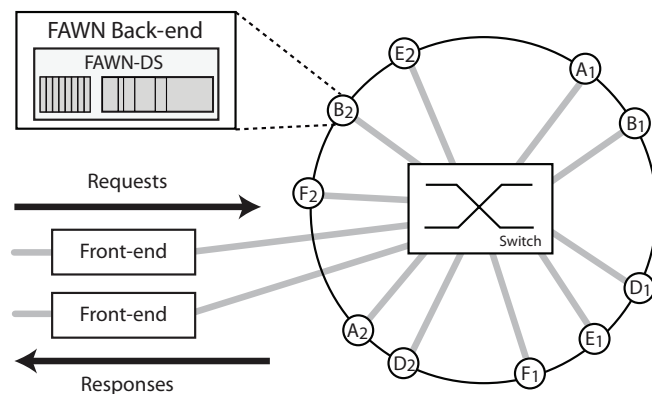 FAWN Back-end
FAWN-DS
E2
A1
B2
B1
Requests
F2
Switch
Front-end
D1
Front-end
A2
E1
D2
F1
Responses